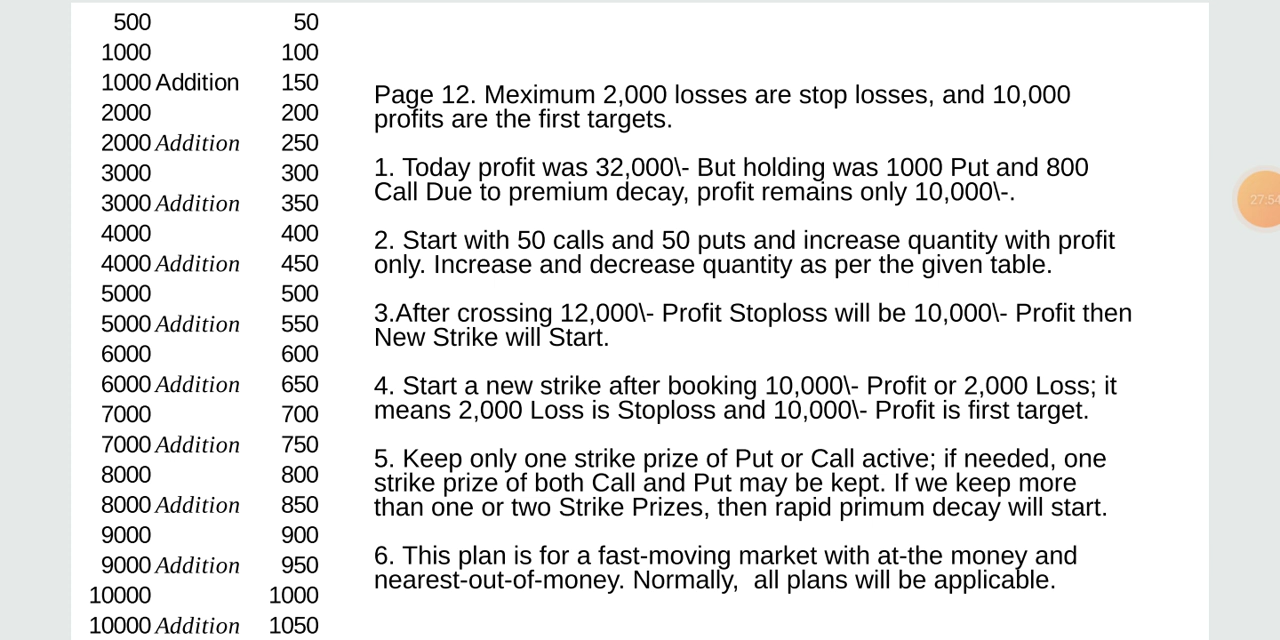 500 50
1000 100
1000 Addition 150
2000 200
2000 Addition 250
3000 300
3000 Addition 350
4000 400
4000 Addition 450
5000 500
5000 Addition 550
6000 600
6000 Addition 650
7000 700
7000 Addition 750
8000 800
8000 Addition 850
9000 900
9000 Addition 950
10000 1000
10000 Addition 1050
Page 12. Meximum 2,000 losses are stop losses, and 10,000
profits are the first targets.
1. Today profit was 32,000\- But holding was 1000 Put and 800
Call Due to premium decay, profit remains only 10,000\-.
2. Start with 50 calls and 50 puts and increase quantity with profit
only. Increase and decrease quantity as per the given table.
3.After crossing 12,000\- Profit Stoploss will be 10,000\- Profit then
New Strike will Start.
4. Start a new strike after booking 10,000\- Profit or 2,000 Loss; it
means 2,000 Loss is Stoploss and 10,000\- Profit is first target.
5. Keep only one strike prize of Put or Call active; if needed, one
strike prize of both Call and Put may be kept. If we keep more
than one or two Strike Prizes, then rapid primum decay will start.
6. This plan is for a fast-moving market with at-the money and
nearest-out-of-money. Normally,  all plans will be applicable.
27:54